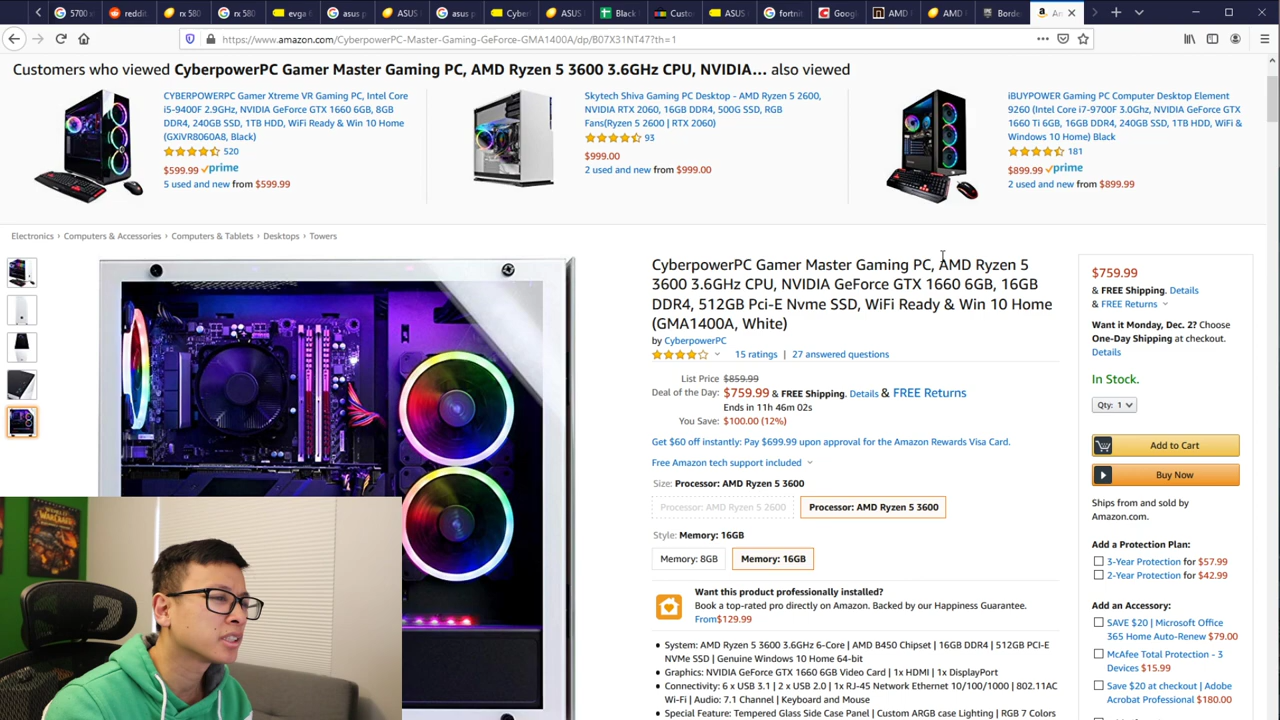 5700
reddit.
rx 580
rx 580
evga 6
ASUS
asus p
Cyber
ASUS
Black
Custo
ASUS
fornit
Goog
AMD
AMD
Borde
https://www.amazon.com/CyberpowerPC-Master-Gaming-GeForce-GMA1400A/dp/B07X31NT47?th=1
Customers who viewed CyberpowerPC Gamer Master Gaming PC, AMD Ryzen 5 3600 3.6GHz CPU, NVIDIA... also viewed
CYBERPOWERPC Gamer Xtreme VR Gaming PC, Intel Core
i5-9400F 2.9GHz, NVIDIA GeForce GTX 1660 6GB, 8GB
DDR4, 240GB SSD, 1TB HDD, WiFi Ready & Win 10 Home
(GXiVR8060A8, Black)
520
$599.99 prime
5 used and new from $599.99
Skytech Shiva Gaming PC Desktop - AMD Ryzen 5 2600,
NVIDIA RTX 2060, 16GB DDR4, 500G SSD, RGB
Fans(Ryzen 5 2600 | RTX 2060)
93
$999.00
2 used and new from $999.00
iBUYPOWER Gaming PC Computer Desktop Element
9260 (Intel Core i7-9700F 3.0Ghz, NVIDIA GeForce GTX
1660 Ti 6GB, 16GB DDR4, 240GB SSD, 1TB HDD, WiFi &
Windows 10 Home) Black
181
$899.99 prime
2 used and new from $899.99
Electronics › Computers & Accessories › Computers & Tablets › Desktops › Towers
CyberpowerPC Gamer Master Gaming PC, AMD Ryzen 5
3600 3.6GHz CPU, NVIDIA GeForce GTX 1660 6GB, 16GB
DDR4, 512GB Pci-E Nvme SSD, WiFi Ready & Win 10 Home
(GMA1400A, White)
by CyberpowerPC
15 ratings | 27 answered questions
List Price $859.99
Deal of the Day: $759.99 & FREE Shipping. Details & FREE Returns
Ends in 11h 46m 02s
You Save: $100.00 (12%)
Get $60 off instantly: Pay $699.99 upon approval for the Amazon Rewards Visa Card.
Free Amazon tech support included
Size: Processor: AMD Ryzen 5 3600
Processor: AMD Ryzen 5 2600
Processor: AMD Ryzen 5 3600
Style: Memory: 16GB
Memory: 8GB
Memory: 16GB
Want this product professionally installed?
Book a top-rated pro directly on Amazon. Backed by our Happiness Guarantee.
From$129.99
• System: AMD Ryzen 5 3600 3.6GHz 6-Core | AMD B450 Chipset | 16GB DDR4 | 512GB PCI-E
NVMe SSD | Genuine Windows 10 Home 64-bit
• Graphics: NVIDIA GeForce GTX 1660 6GB Video Card | 1x HDMI | 1x DisplayPort
• Connectivity: 6 x USB 3.1 | 2 x USB 2.0 | 1x RJ-45 Network Ethernet 10/100/1000 | 802.11AC
Wi-Fi | Audio: 7.1 Channel | Keyboard and Mouse
• Special Feature: Tempered Glass Side Case Panel | Custom ARGB case Lighting | RGB 7 Colors
$759.99
& FREE Shipping. Details
& FREE Returns
Want it Monday, Dec. 2? Choose
One-Day Shipping at checkout.
Details
In Stock.
Qty: 1
Add to Cart
Buy Now
Ships from and sold by
Amazon.com.
Add a Protection Plan:
3-Year Protection for $57.99
2-Year Protection for $42.99
Add an Accessory:
SAVE $20 | Microsoft Office
365 Home Auto-Renew $79.00
McAfee Total Protection - 3
Devices $15.99
Save $20 at checkout | Adobe
Acrobat Professional $180.00